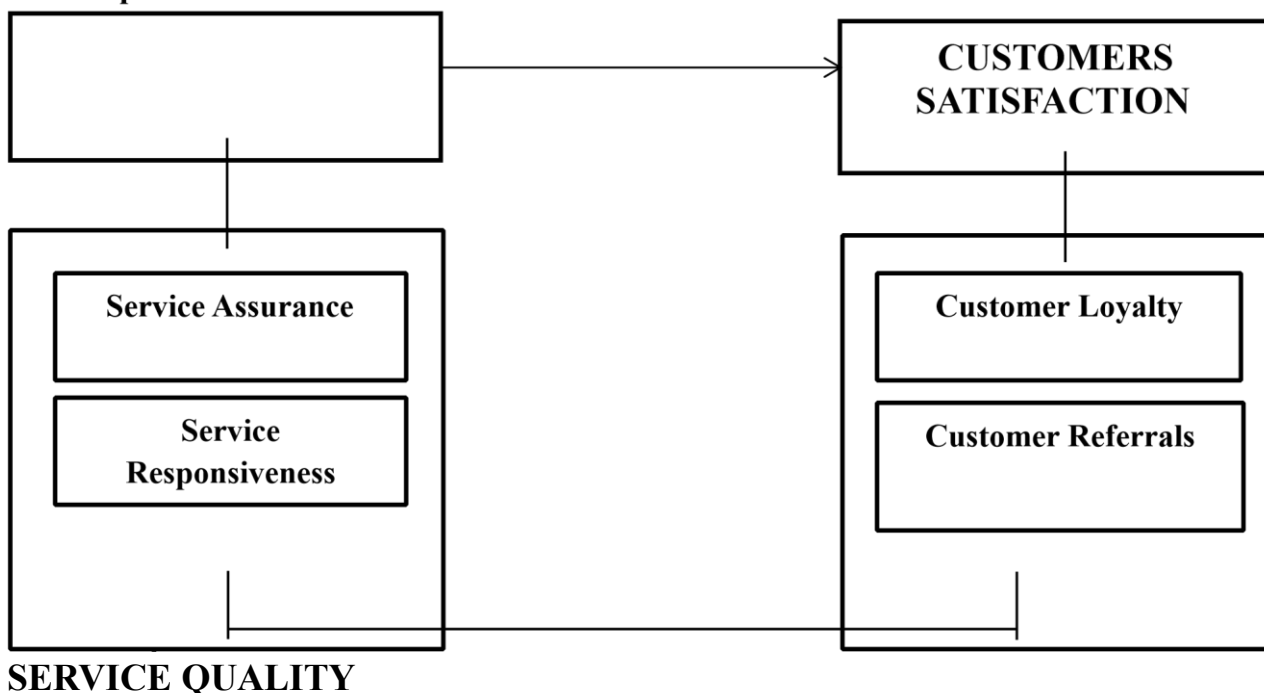 CUSTOMERS
SATISFACTION
Service Assurance
Service
Responsiveness
Customer Loyalty
Customer Referrals
SERVICE QUALITY